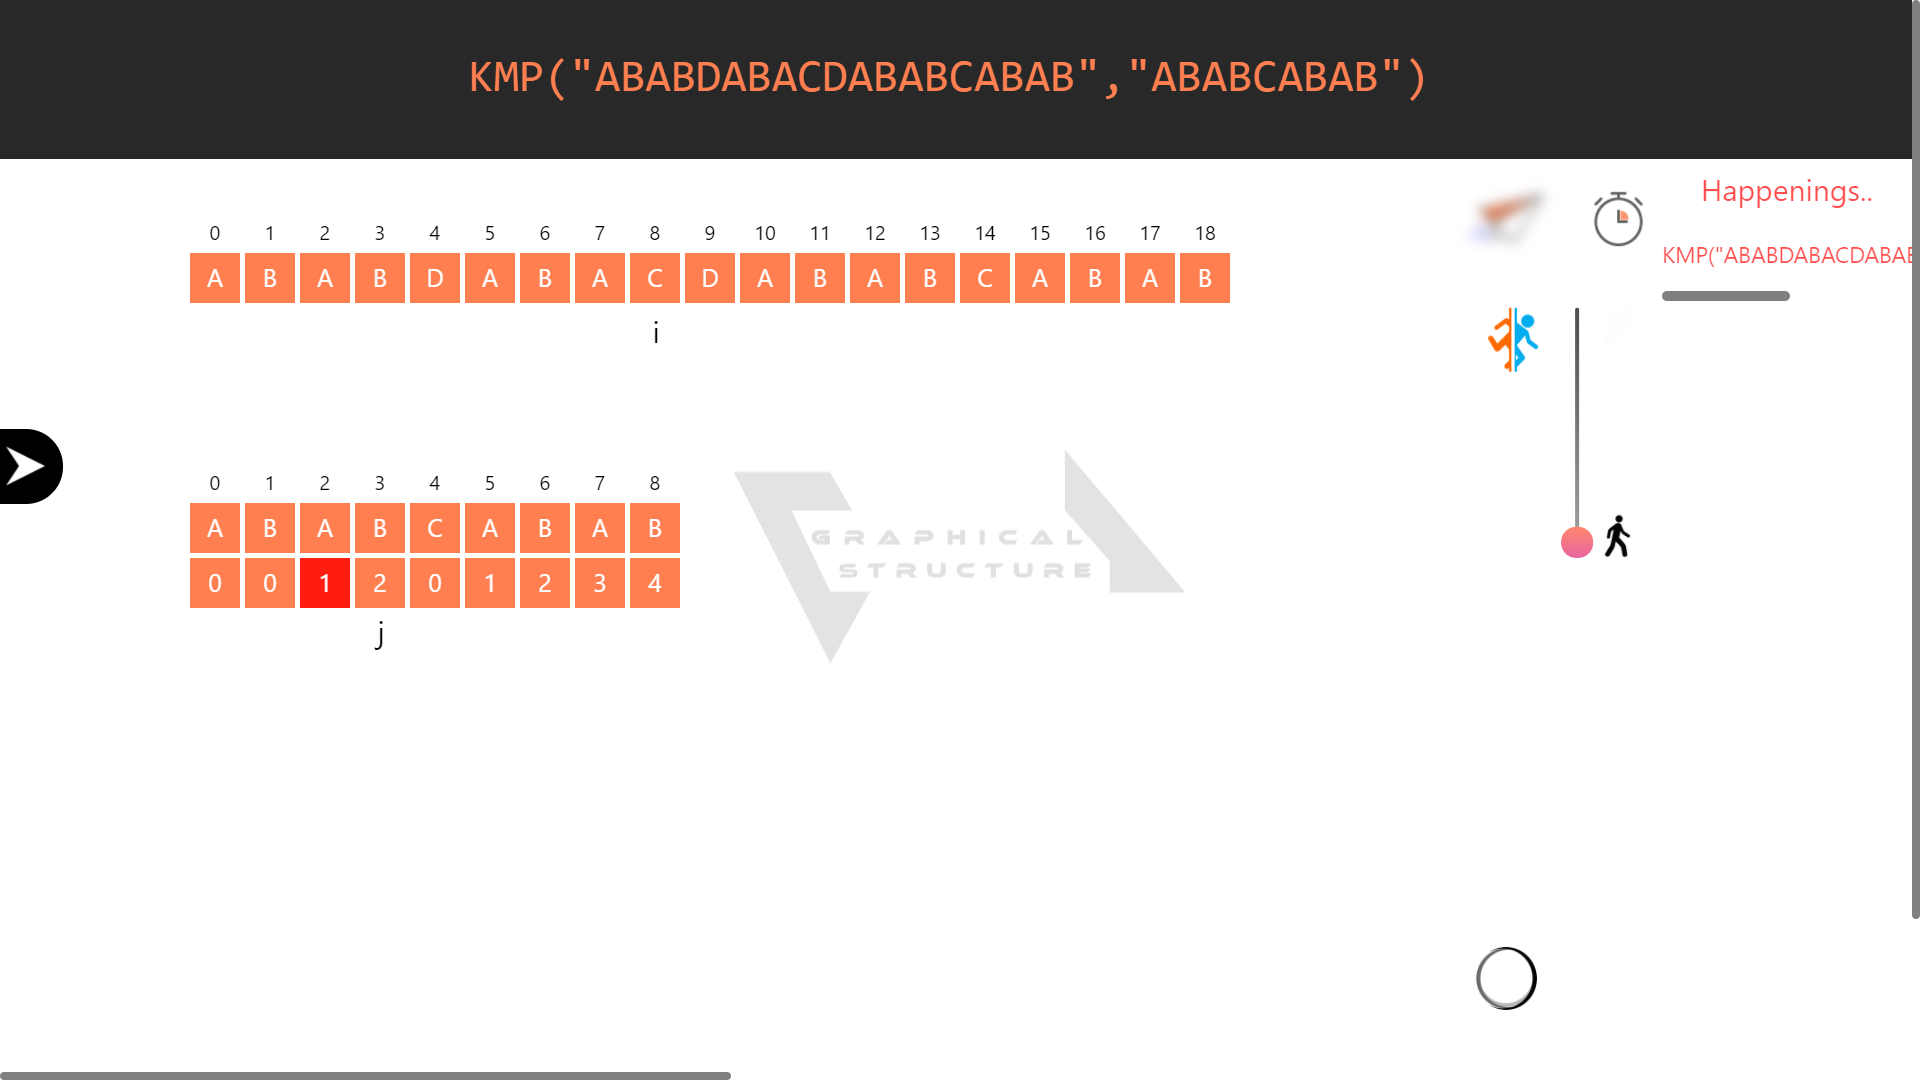 KMP("ABABDABACDABABCABAB","ABABCABAB")
Happenings..
KMP("ABABDABACDABAB
0 1 2 3 4 5 6 7 8 9 10 11 12 13 14 15 16 17 18
A B A B D A B A C D A B A B C A B A B
i
0 1 2 3 4 5 6 7 8
A B A B C A B A B
0 0 1 2 0 1 2 3 4
j
GRAPHICAL
STRUCTURE